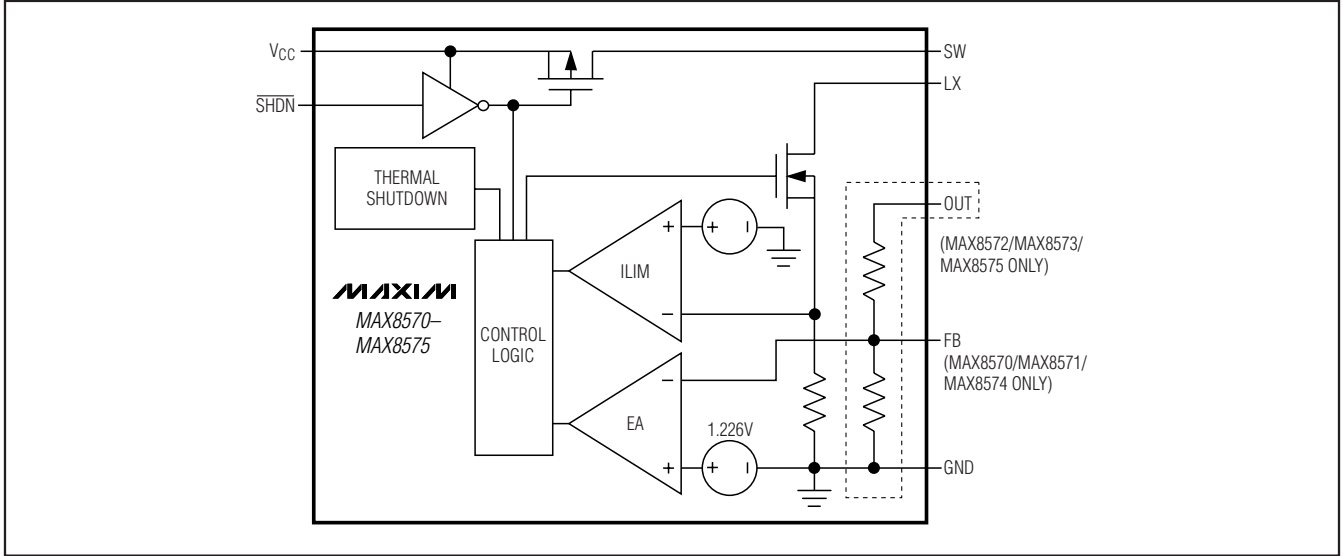 VCC
SW
LX
SHDN
THERMAL
SHUTDOWN
OUT
(MAX8572/MAX8573/
MAX8575 ONLY)
+
+
−
ILIM
−
MAXIM
MAX8570–
MAX8575
CONTROL
LOGIC
FB
(MAX8570/MAX8571/
MAX8574 ONLY)
−
EA
1.226V
+
+
−
GND